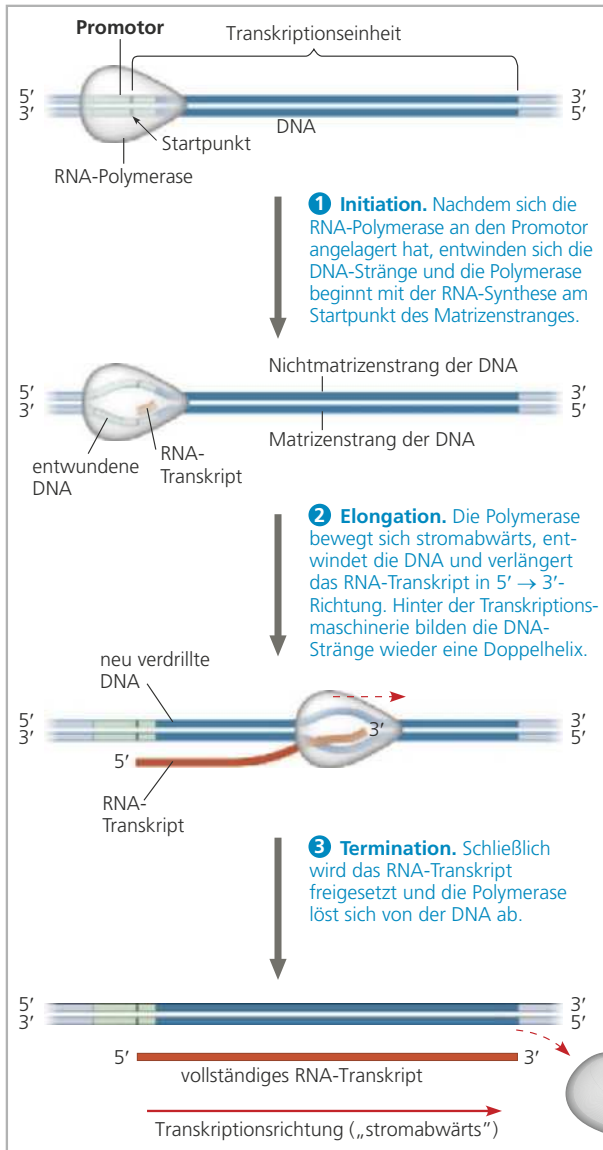 Promotor
Transkriptionseinheit
5′ 3′
3′ 5′
Startpunkt
DNA
RNA-Polymerase
1 Initiation. Nachdem sich die
RNA-Polymerase an den Promotor
angelagert hat, entwinden sich die
DNA-Stränge und die Polymerase
beginnt mit der RNA-Synthese am
Startpunkt des Matrizenstranges.
Nichtmatrizenstrang der DNA
5′ 3′
3′ 5′
Matrizenstrang der DNA
RNA-
Transkript
entwundene
DNA
2 Elongation. Die Polymerase
bewegt sich stromabwärts, ent-
windet die DNA und verlängert
das RNA-Transkript in 5′ → 3′-
Richtung. Hinter der Transkriptions-
maschinerie bilden die DNA-
Stränge wieder eine Doppelhelix.
neu verdrillte
DNA
5′ 3′
3′ 3′ 5′
5′
RNA-
Transkript
3 Termination. Schließlich
wird das RNA-Transkript
freigesetzt und die Polymerase
löst sich von der DNA ab.
5′ 3′
3′ 5′
5′ 3′
vollständiges RNA-Transkript
Transkriptionsrichtung („stromabwärts”)